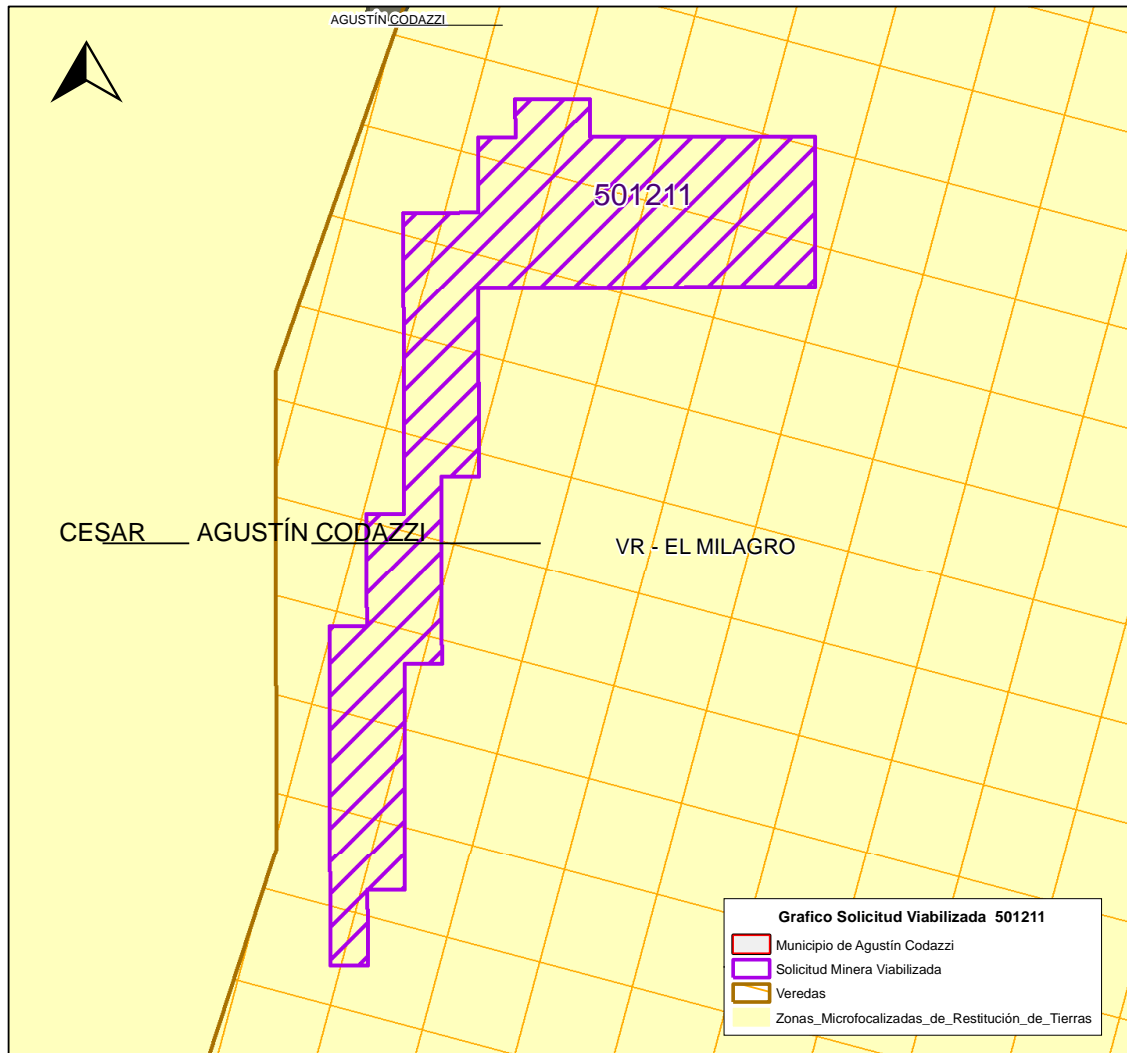 AGUSTÍN CODAZZI
501211
CESAR AGUSTÍN CODAZZI
VR - EL MILAGRO
Grafico Solicitud Viabilizada 501211
Municipio de Agustín Codazzi
Solicitud Minera Viabilizada
Veredas
Zonas_Microfocalizadas_de_Restitución_de_Tierras